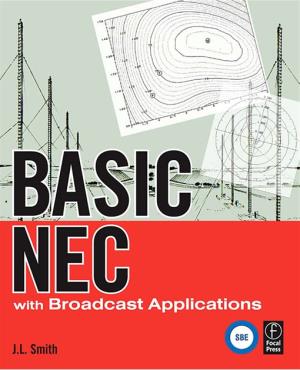 BASIC
NEC
with Broadcast Applications
J.L. Smith
SBE
Focal
Press